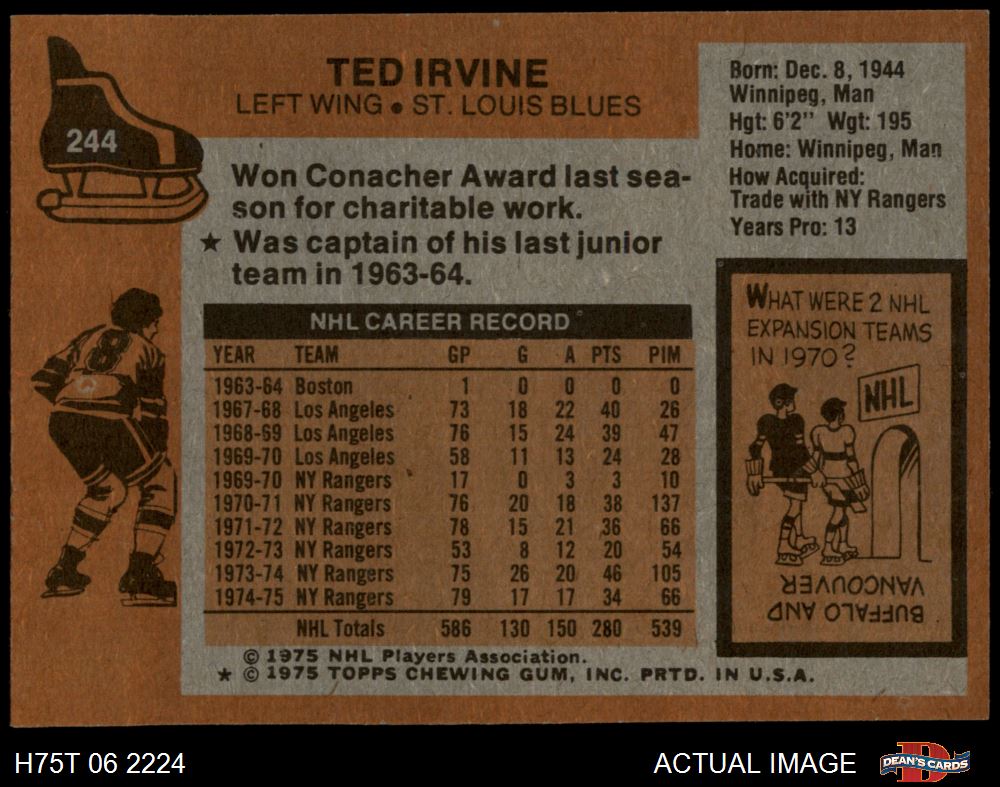 244
TED IRVINE
LEFT WING • ST. LOUIS BLUES
Born: Dec. 8, 1944
Winnipeg, Man
Hgt: 6'2" Wgt: 195
Home: Winnipeg, Man
How Acquired:
Trade with NY Rangers
Years Pro: 13
Won Conacher Award last sea-
son for charitable work.
★ Was captain of his last junior
team in 1963-64.
NHL CAREER RECORD
YEAR TEAM GP G A PTS PIM
1963-64 Boston 1 0 0 0 0
1967-68 Los Angeles 73 18 22 40 26
1968-69 Los Angeles 76 15 24 39 47
1969-70 Los Angeles 58 11 13 24 28
1969-70 NY Rangers 17 0 3 3 10
1970-71 NY Rangers 76 20 18 38 137
1971-72 NY Rangers 78 15 21 36 66
1972-73 NY Rangers 53 8 12 20 54
1973-74 NY Rangers 75 26 20 46 105
1974-75 NY Rangers 79 17 17 34 66
NHL Totals 586 130 150 280 539
© 1975 NHL Players Association.
★ © 1975 TOPPS CHEWING GUM, INC. PRTD. IN U.S.A.
8
WHAT WERE 2 NHL
EXPANSION TEAMS
IN 1970?
NHL
BUFFALO AND
VANCOUVER
H75T 06 2224
ACTUAL IMAGE
D
DEAN'S CARDS